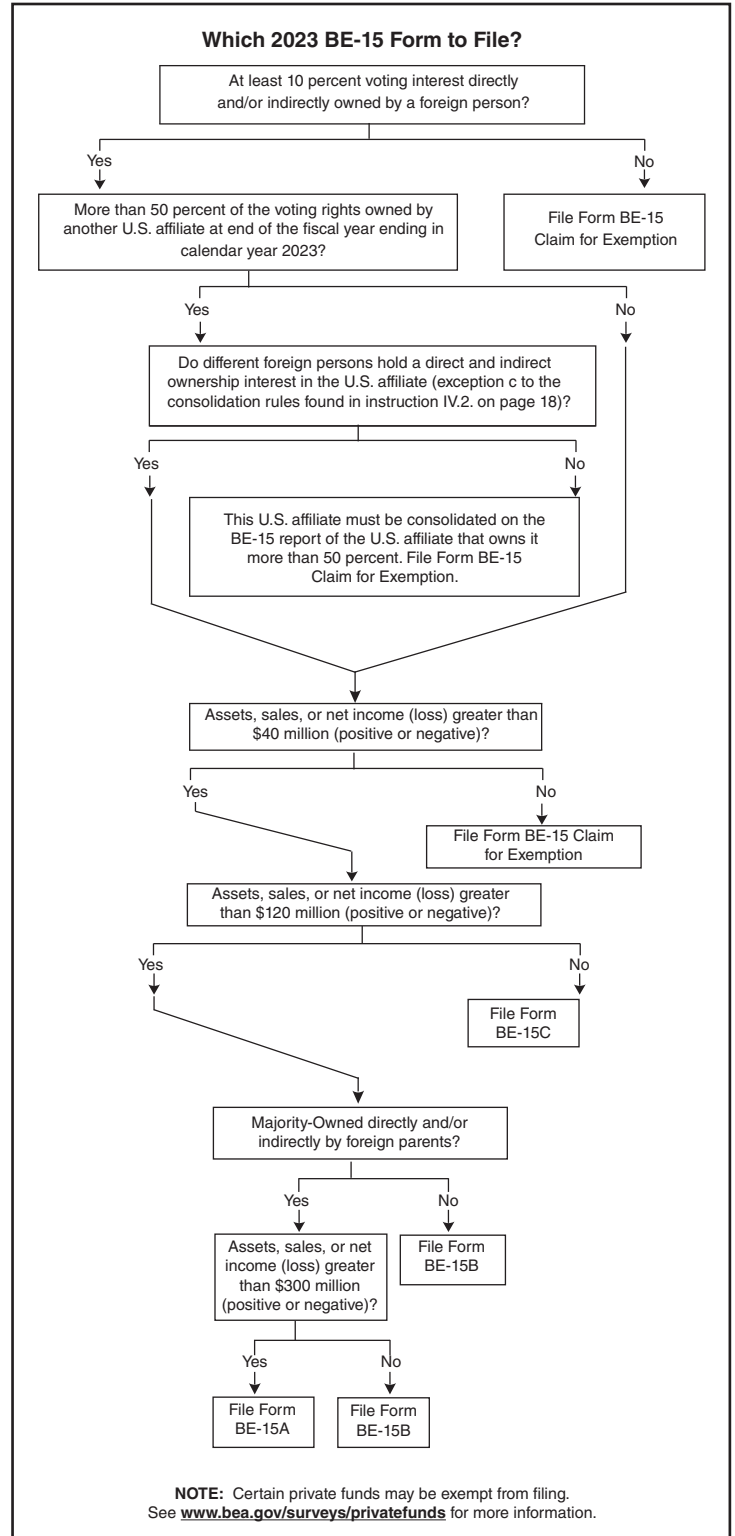 Which 2023 BE-15 Form to File?
At least 10 percent voting interest directly
and/or indirectly owned by a foreign person?
Yes
No
More than 50 percent of the voting rights owned by
another U.S. affiliate at end of the fiscal year ending in
calendar year 2023?
File Form BE-15
Claim for Exemption
Yes
No
Do different foreign persons hold a direct and indirect
ownership interest in the U.S. affiliate (exception c to the
consolidation rules found in instruction IV.2. on page 18)?
Yes
No
This U.S. affiliate must be consolidated on the
BE-15 report of the U.S. affiliate that owns it
more than 50 percent. File Form BE-15
Claim for Exemption.
Assets, sales, or net income (loss) greater than
$40 million (positive or negative)?
Yes
No
File Form BE-15 Claim
for Exemption
Assets, sales, or net income (loss) greater
than $120 million (positive or negative)?
Yes
No
File Form
BE-15C
Majority-Owned directly and/or
indirectly by foreign parents?
Yes
No
Assets, sales, or net
income (loss) greater
than $300 million
(positive or negative)?
File Form
BE-15B
Yes
No
File Form
BE-15A
File Form
BE-15B
NOTE: Certain private funds may be exempt from filing.
See www.bea.gov/surveys/privatefunds for more information.